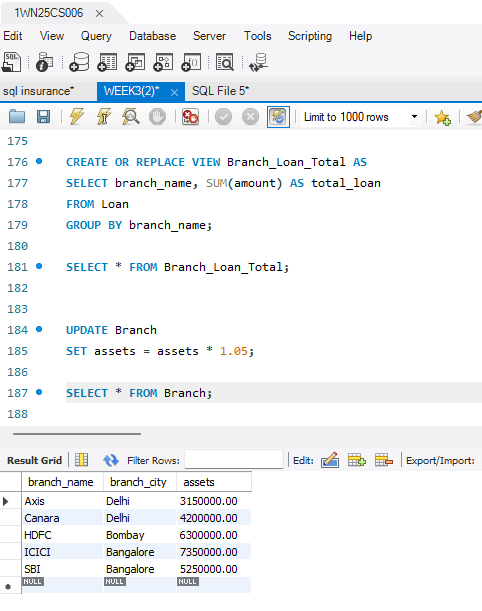 1WN25CS006
Edit View Query Database Server Tools Scripting Help
sql insurance* WEEK3(2)* SQL File 5*
Limit to 1000 rows
175
176 CREATE OR REPLACE VIEW Branch_Loan_Total AS
177 SELECT branch_name, SUM(amount) AS total_loan
178 FROM Loan
179 GROUP BY branch_name;
180
181 SELECT * FROM Branch_Loan_Total;
182
183
184 UPDATE Branch
185 SET assets = assets * 1.05;
186
187 SELECT * FROM Branch;
188
Result Grid Filter Rows: Edit: Export/Import:
branch_name branch_city assets
Axis Delhi 3150000.00
Canara Delhi 4200000.00
HDFC Bombay 6300000.00
ICICI Bangalore 7350000.00
SBI Bangalore 5250000.00
NULL NULL NULL